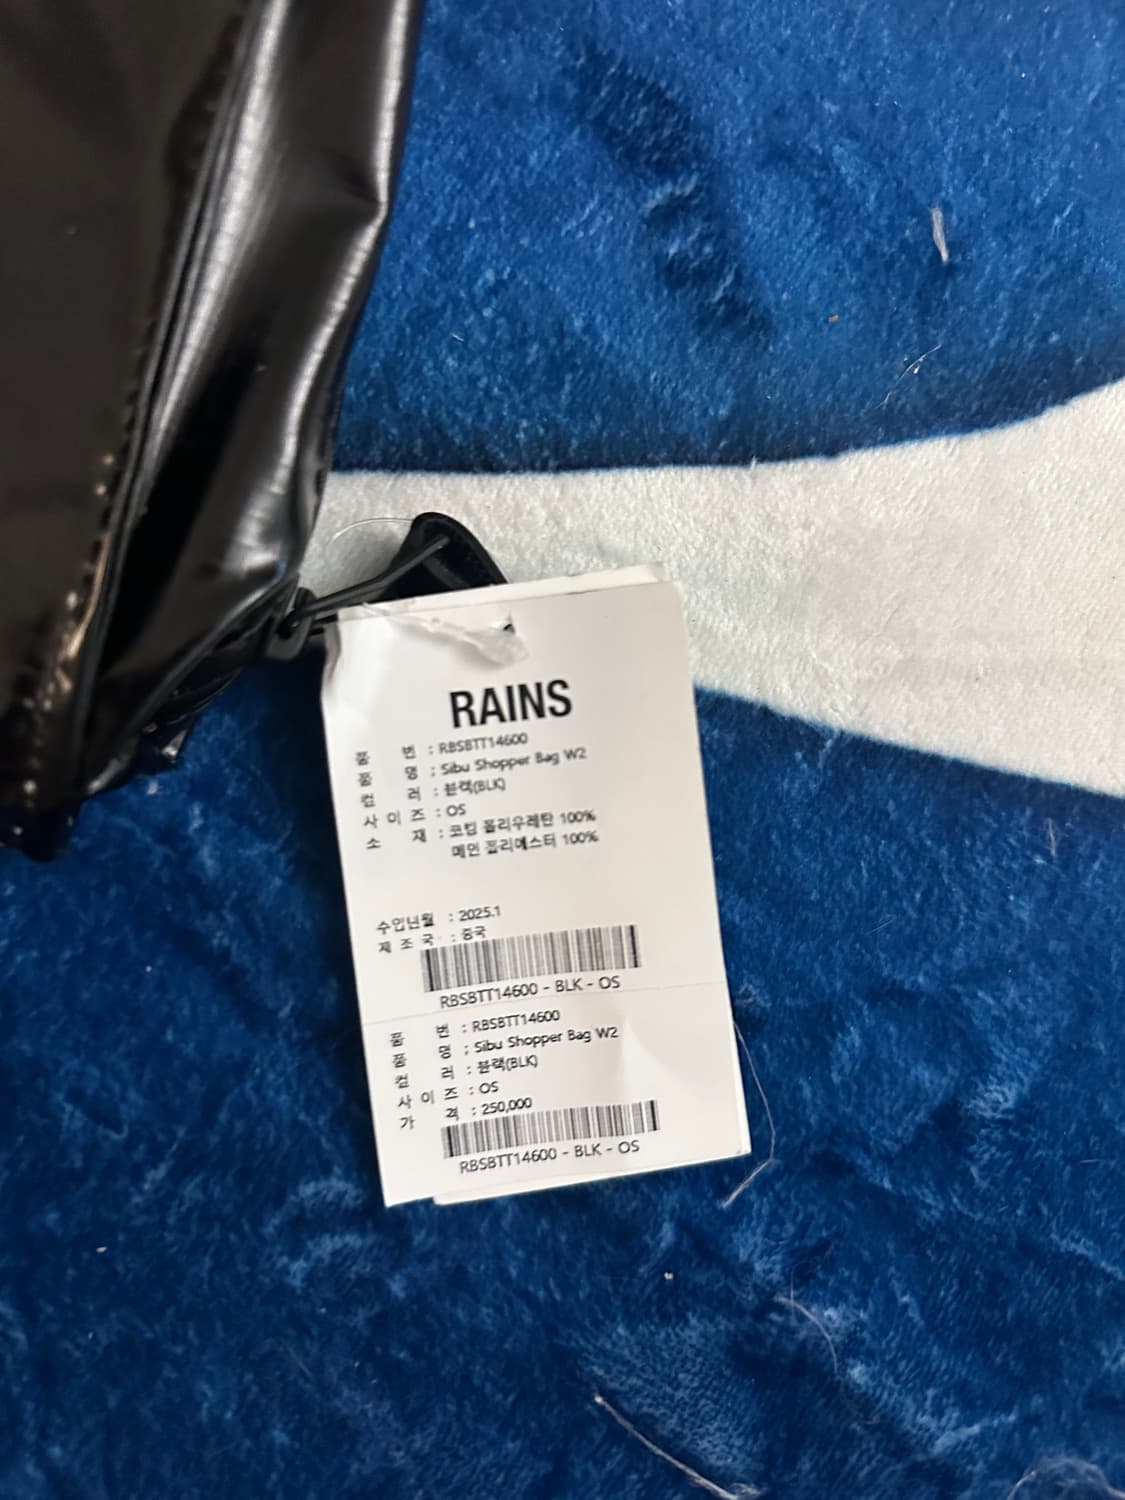 RAINS
품 번 : RBSBTT14600
품 명 : Sibu Shopper Bag W2
컬 러 : 블랙(BLK)
사 이 즈 : OS
소 재 : 코팅 폴리우레탄 100%
메인 폴리에스터 100%
수입년월 : 2025.1
제 조 국 : 중국
RBSBTT14600 - BLK - OS
품 번 : RBSBTT14600
품 명 : Sibu Shopper Bag W2
컬 러 : 블랙(BLK)
사 이 즈 : OS
가 격 : 250,000
RBSBTT14600 - BLK - OS